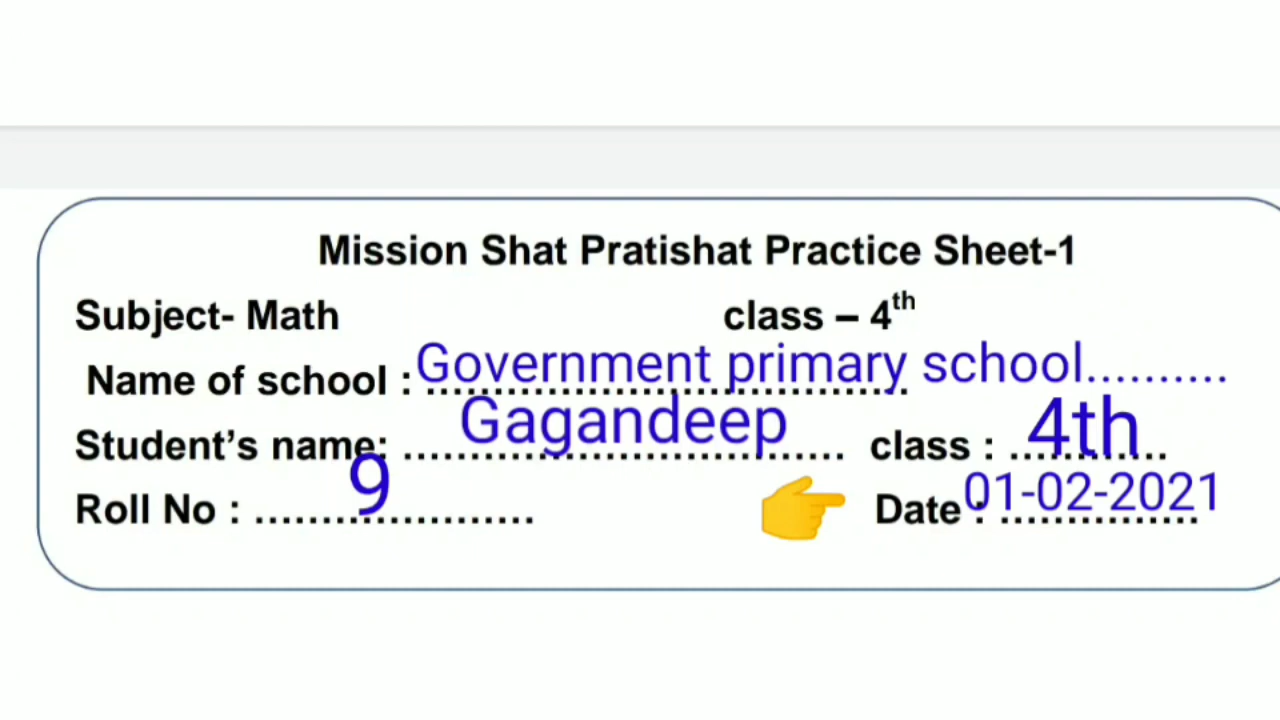 Mission Shat Pratishat Practice Sheet-1
Subject- Math class – 4th
Name of school : Government primary school..........
Student’s name: Gagandeep class : 4th
Roll No : 9 Date : 01-02-2021